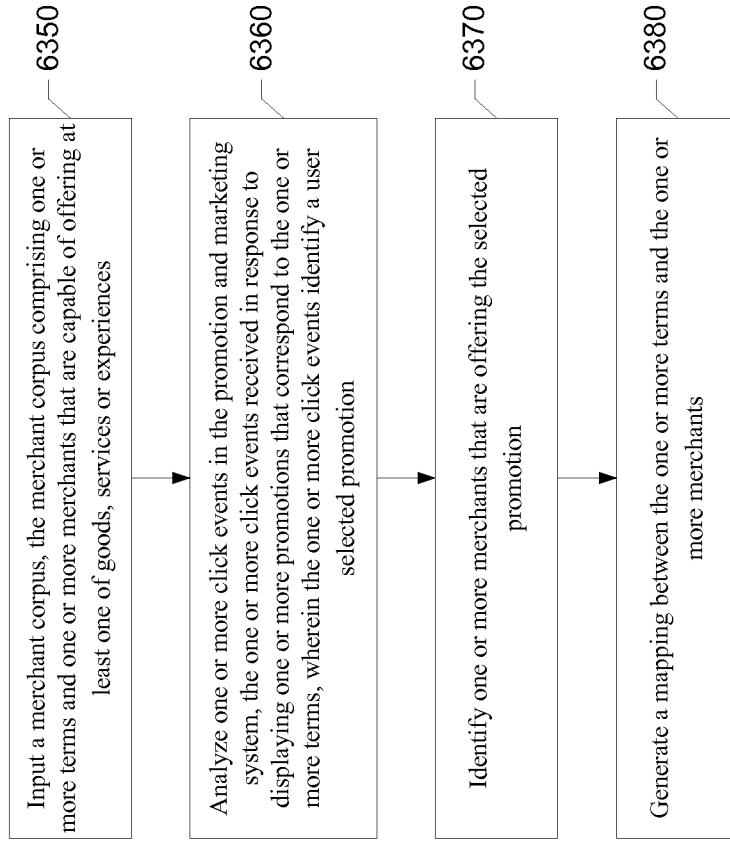 6350
Input a merchant corpus, the merchant corpus comprising one or
more terms and one or more merchants that are capable of offering at
least one of goods, services or experiences
6360
Analyze one or more click events in the promotion and marketing
system, the one or more click events received in response to
displaying one or more promotions that correspond to the one or
more terms, wherein the one or more click events identify a user
selected promotion
6370
Identify one or more merchants that are offering the selected
promotion
6380
Generate a mapping between the one or more terms and the one or
more merchants